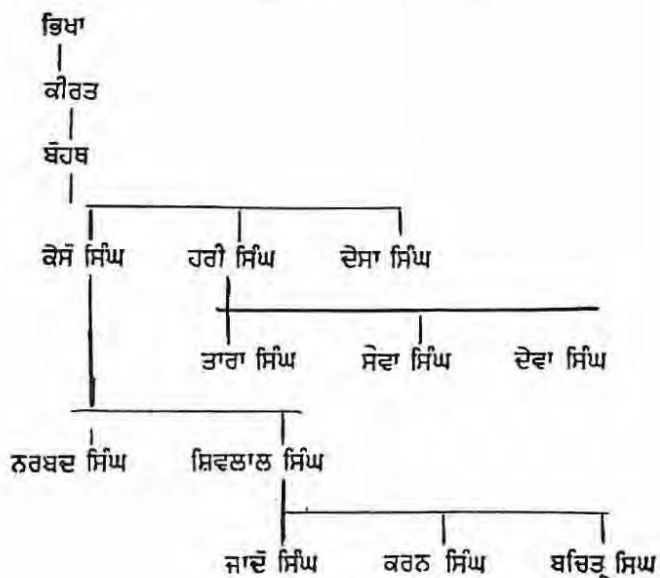 ਭਿਖਾ
ਕੀਰਤ
ਬੋਹਥ
ਕੇਸੋ ਸਿੰਘ ਹਰੀ ਸਿੰਘ ਦੇਸਾ ਸਿੰਘ
ਤਾਰਾ ਸਿੰਘ ਸੇਵਾ ਸਿੰਘ ਦੇਵਾ ਸਿੰਘ
ਨਰਬਦ ਸਿੰਘ ਸ਼ਿਵਲਾਲ ਸਿੰਘ
ਜਾਦੋ ਸਿੰਘ ਕਰਨ ਸਿੰਘ ਬਚਿਤ੍ਰ ਸਿਘ